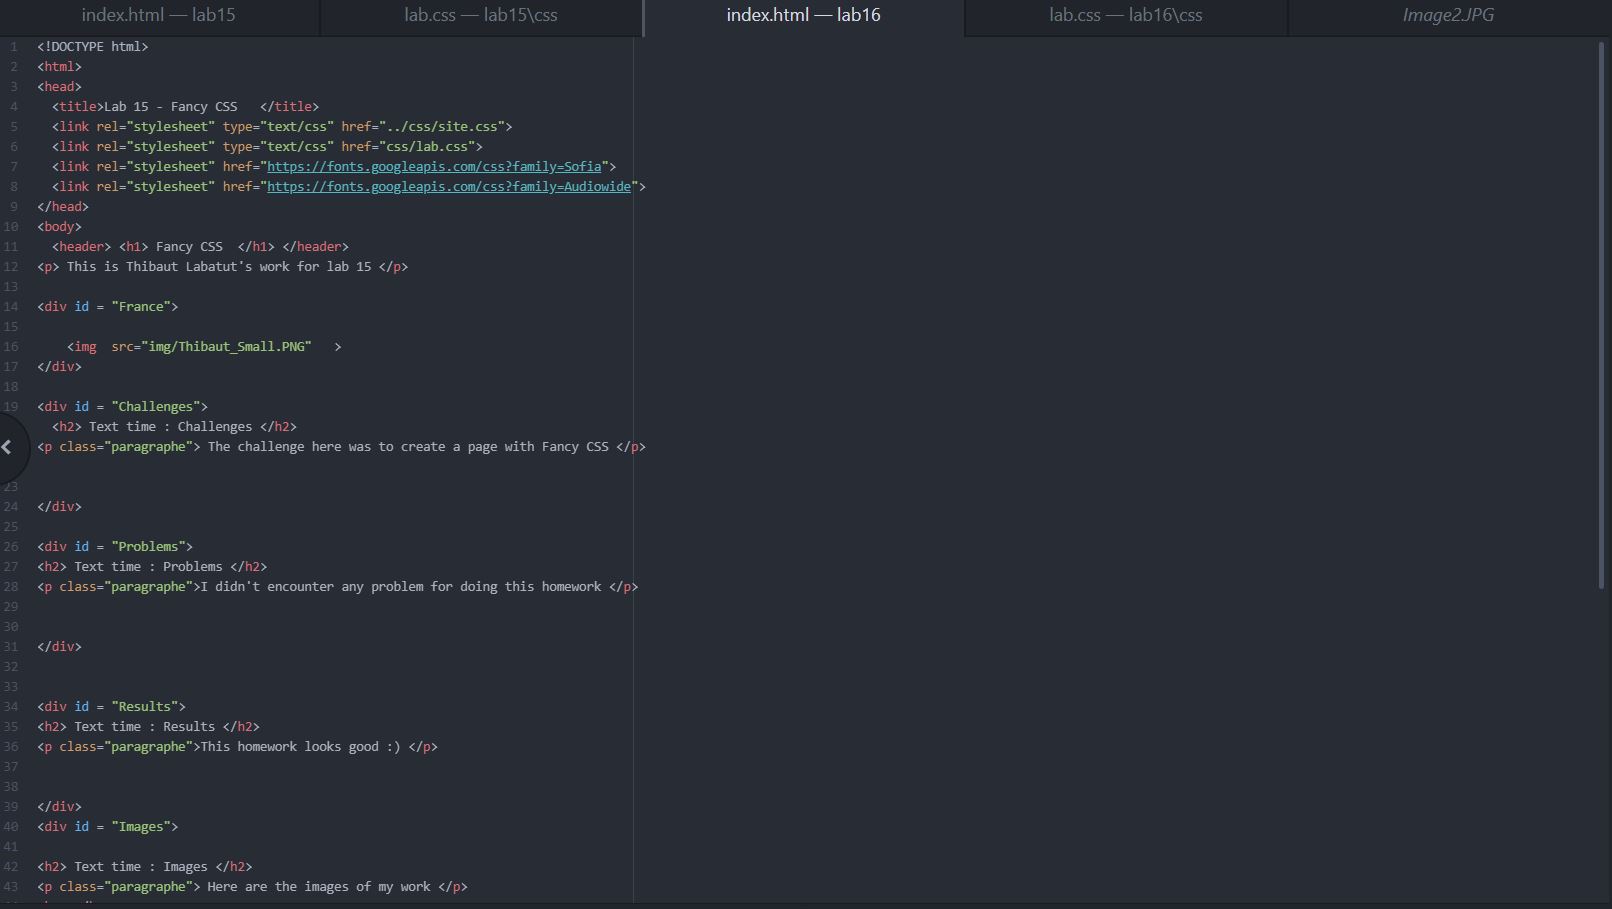 index.html — lab15
lab.css — lab15\css
index.html — lab16
lab.css — lab16\css
Image2.JPG
1 <!DOCTYPE html>
2 <html>
3 <head>
4 <title>Lab 15 - Fancy CSS </title>
5 <link rel="stylesheet" type="text/css" href="../css/site.css">
6 <link rel="stylesheet" type="text/css" href="css/lab.css">
7 <link rel="stylesheet" href="https://fonts.googleapis.com/css?family=Sofia">
8 <link rel="stylesheet" href="https://fonts.googleapis.com/css?family=Audiowide">
9 </head>
10 <body>
11 <header> <h1> Fancy CSS </h1> </header>
12 <p> This is Thibaut Labatut's work for lab 15 </p>
13
14 <div id = "France">
15
16 <img src="img/Thibaut_Small.PNG" >
17 </div>
18
19 <div id = "Challenges">
<h2> Text time : Challenges </h2>
<p class="paragraphe"> The challenge here was to create a page with Fancy CSS </p>
23
24 </div>
25
26 <div id = "Problems">
27 <h2> Text time : Problems </h2>
28 <p class="paragraphe">I didn't encounter any problem for doing this homework </p>
29
30
31 </div>
32
33
34 <div id = "Results">
35 <h2> Text time : Results </h2>
36 <p class="paragraphe">This homework looks good :) </p>
37
38
39 </div>
40 <div id = "Images">
41
42 <h2> Text time : Images </h2>
43 <p class="paragraphe"> Here are the images of my work </p>